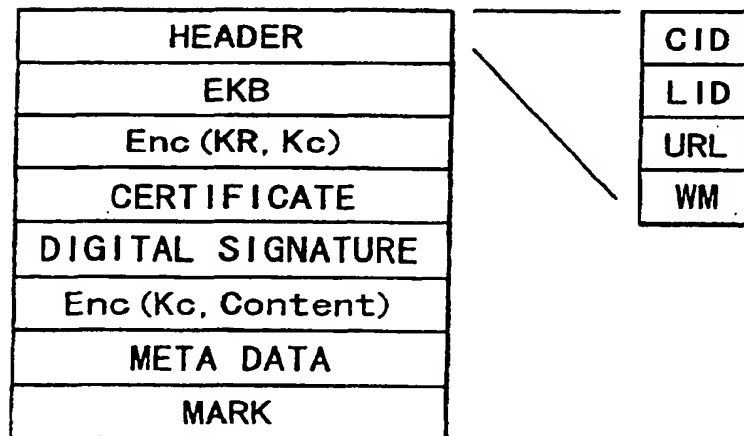 HEADER
EKB
Enc(KR, Kc)
CERTIFICATE
DIGITAL SIGNATURE
Enc(Kc, Content)
META DATA
MARK
CID
LID
URL
WM